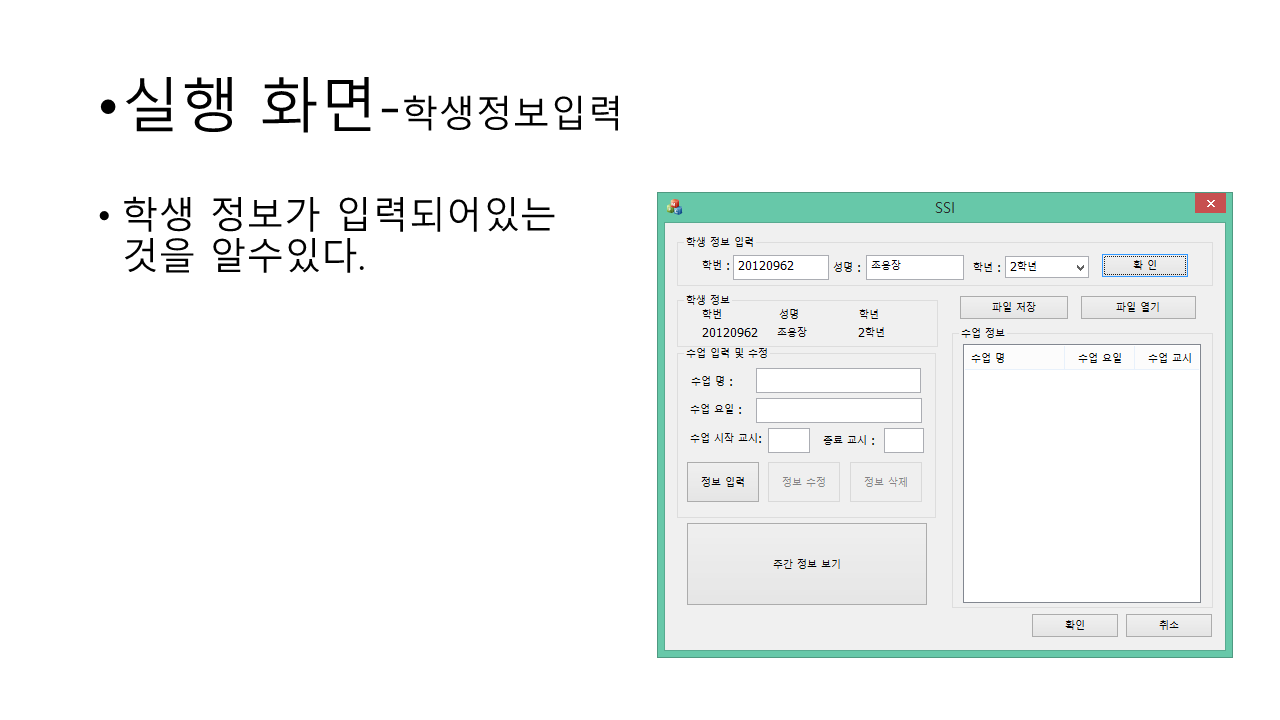 •실행 화면-학생정보입력
• 학생 정보가 입력되어있는
것을 알수있다.
SSI
학생 정보 입력
학번 : 20120962 성명 : 조용장 학년 : 2학년 확 인
학생 정보
학번 성명 학년
20120962 조용장 2학년
파일 저장 파일 열기
수업 정보
수업 명 수업 요일 수업 교시
수업 입력 및 수정
수업 명 :
수업 요일 :
수업 시작 교시: 종료 교시 :
정보 입력 정보 수정 정보 삭제
주간 정보 보기
확인 취소